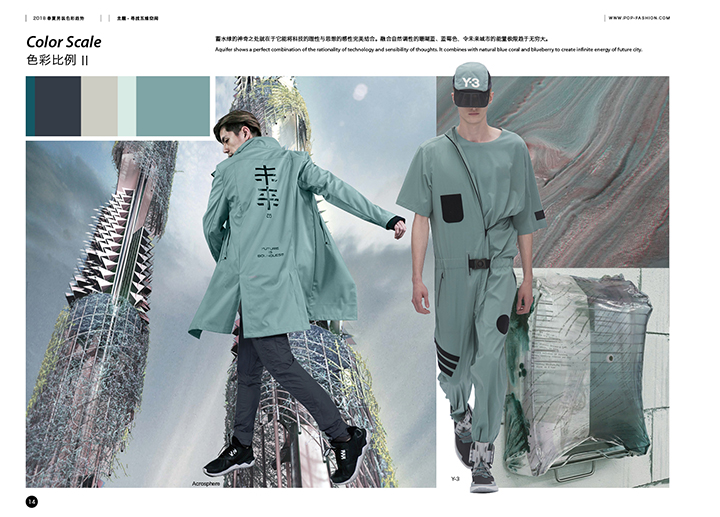 2019 春夏男装色彩趋势
主题 - 寻找五维空间
WWW.POP-FASHION.COM
Color Scale
色彩比例 II
蓄水绿的神奇之处就在于它能将科技的理性与思想的感性完美结合。融合自然调性的珊瑚蓝、蓝莓色，令未来城市的能量极限趋于无穷大。
Aquifer shows a perfect combination of the rationality of technology and sensibility of thoughts. It combines with natural blue coral and blueberry to create infinite energy of future city.
Y-3
未来
FUTURE
IS
Acrosphere
Y-3
14